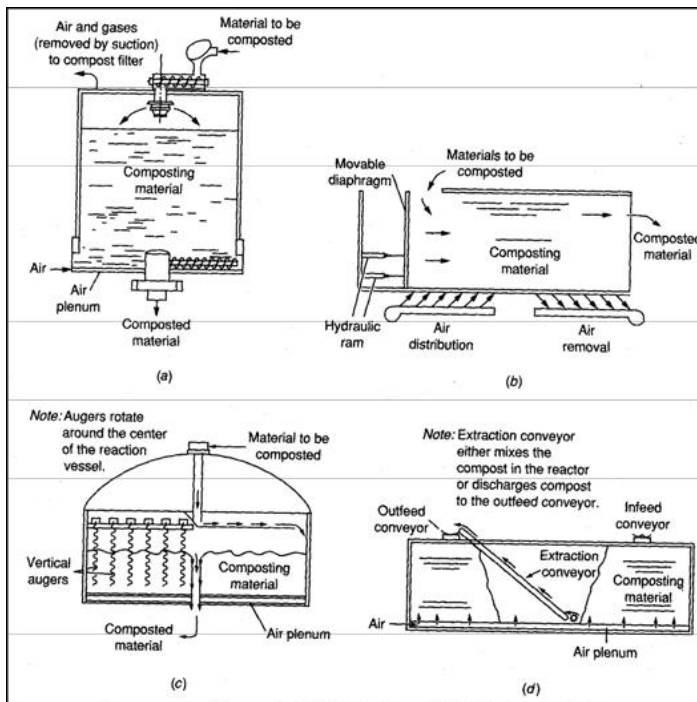 Air and gases
(removed by suction)
to compost filter
Material to be
composted
Composting
material
Air
Air
plenum
Composted
material
(a)
Movable
diaphragm
Materials to be
composted
Composting
material
Composted
material
Hydraulic
ram
Air
distribution
Air
removal
(b)
Note: Augers rotate
around the center
of the reaction
vessel.
Material to be
composted
Vertical
augers
Composting
material
Air plenum
Composted
material
(c)
Note: Extraction conveyor
either mixes the
compost in the reactor
or discharges compost
to the outfeed conveyor.
Outfeed
conveyor
Infeed
conveyor
Extraction
conveyor
Composting
material
Air
Air plenum
(d)